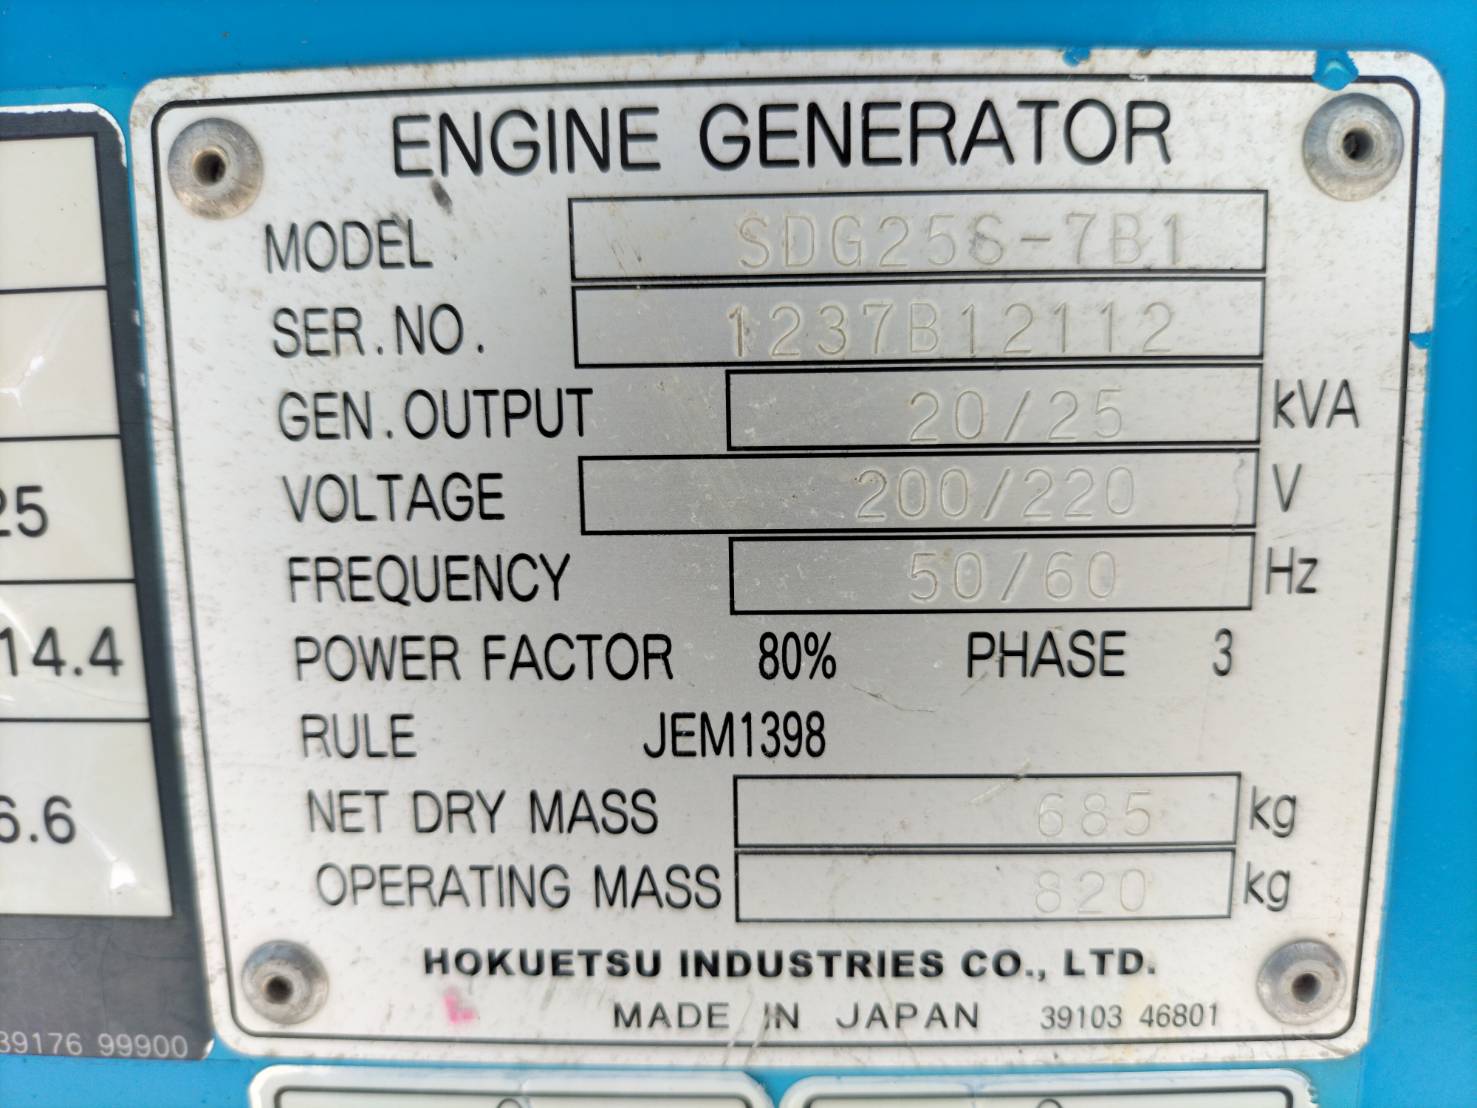 ENGINE GENERATOR
MODEL SDG25S-7B1
SER.NO. 1237B12112
GEN.OUTPUT 20/25 kVA
VOLTAGE 200/220 V
FREQUENCY 50/60 Hz
POWER FACTOR 80% PHASE 3
RULE JEM1398
NET DRY MASS 685 kg
OPERATING MASS 820 kg
HOKUETSU INDUSTRIES CO., LTD.
MADE IN JAPAN 39103 46801
25
14.4
6.6
39176 99900